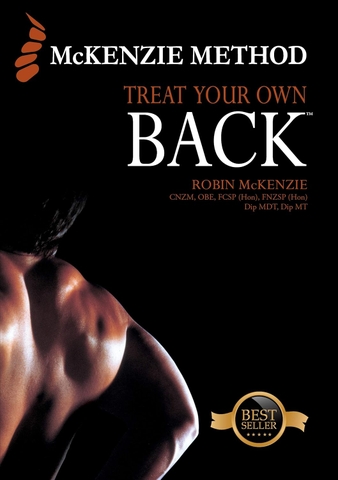 McKENZIE METHOD
TREAT YOUR OWN
BACK™
ROBIN McKENZIE
CNZM, OBE, FCSP (Hon), FNZSP (Hon)
Dip MDT, Dip MT
BEST
SELLER